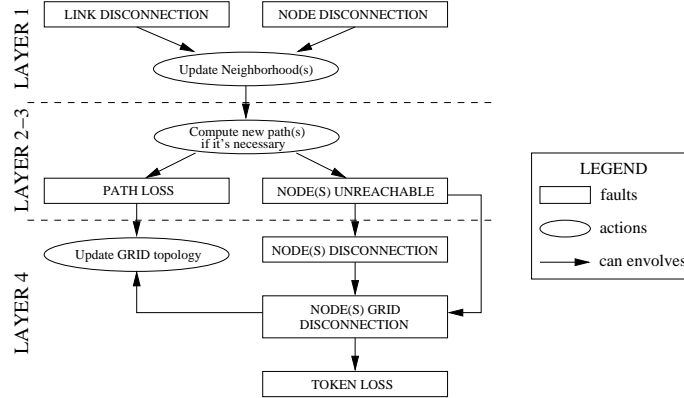 LAYER 1
LINK DISCONNECTION
NODE DISCONNECTION
Update Neighborhood(s)
LAYER 2–3
Compute new path(s)
if it's necessary
PATH LOSS
NODE(S) UNREACHABLE
LAYER 4
Update GRID topology
NODE(S) DISCONNECTION
NODE(S) GRID
DISCONNECTION
TOKEN LOSS
LEGEND
faults
actions
can envolves